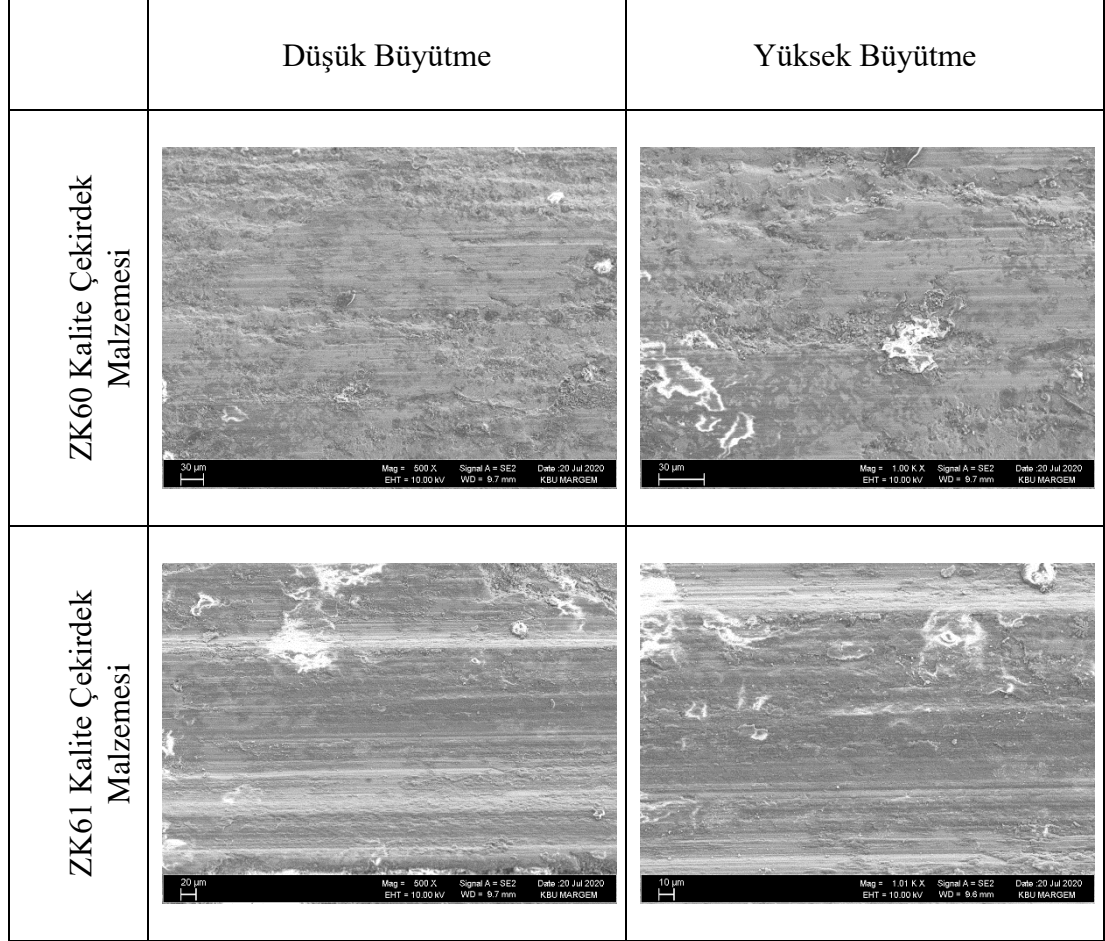 Düşük Büyütme
Yüksek Büyütme
ZK60 Kalite Çekirdek
Malzemesi
30 µm
Mag = 500 X Signal A = SE2 Date :20 Jul 2020
EHT = 10.00 kV WD = 9.7 mm KBU MARGEM
30 µm
Mag = 1.00 K X Signal A = SE2 Date :20 Jul 2020
EHT = 10.00 kV WD = 9.7 mm KBU MARGEM
ZK61 Kalite Çekirdek
Malzemesi
20 µm
Mag = 500 X Signal A = SE2 Date :20 Jul 2020
EHT = 10.00 kV WD = 9.7 mm KBU MARGEM
10 µm
Mag = 1.01 K X Signal A = SE2 Date :20 Jul 2020
EHT = 10.00 kV WD = 9.6 mm KBU MARGEM